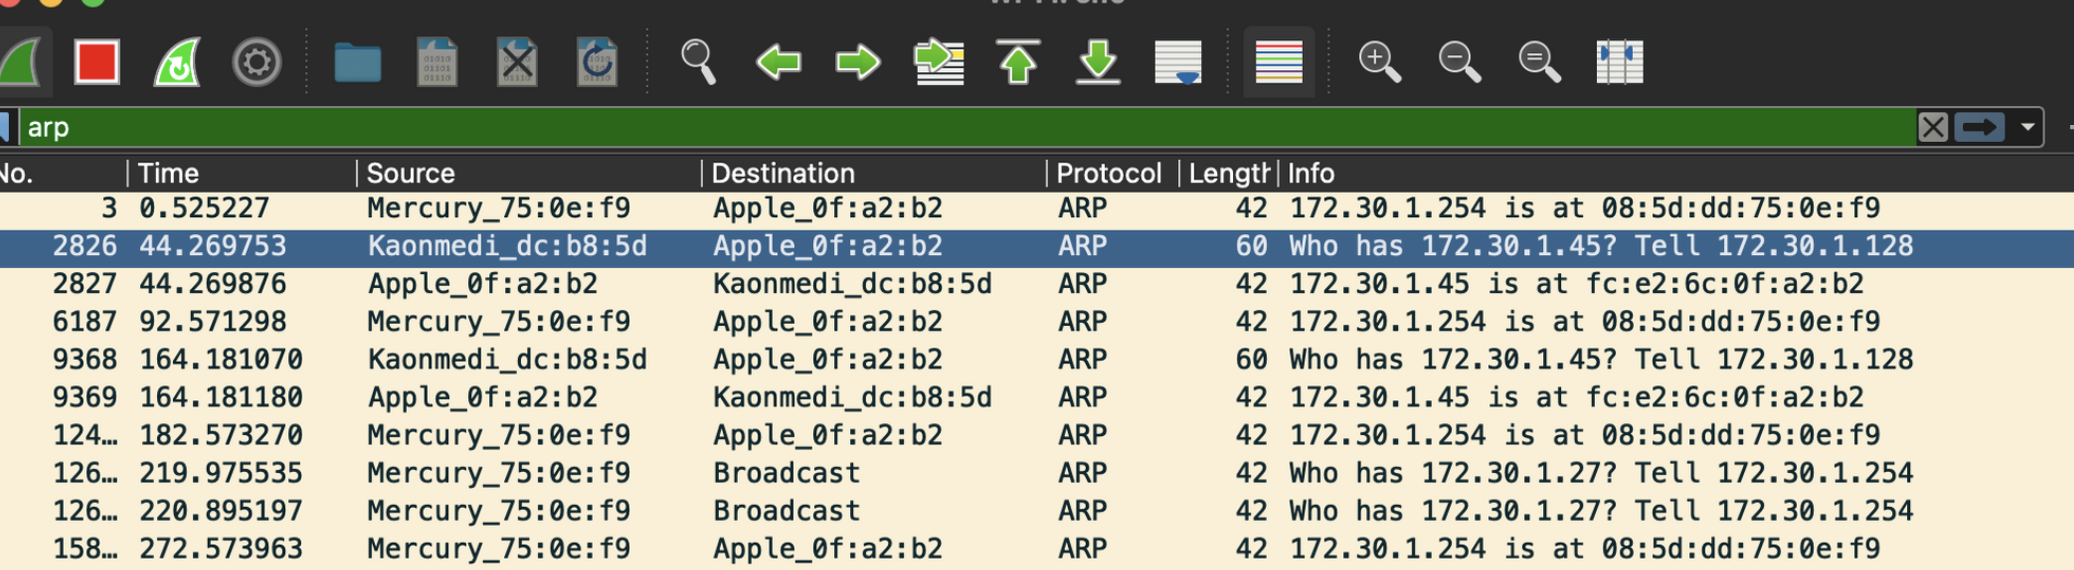 arp
No. Time Source Destination Protocol Length Info
3 0.525227 Mercury_75:0e:f9 Apple_0f:a2:b2 ARP 42 172.30.1.254 is at 08:5d:dd:75:0e:f9
2826 44.269753 Kaonmedi_dc:b8:5d Apple_0f:a2:b2 ARP 60 Who has 172.30.1.45? Tell 172.30.1.128
2827 44.269876 Apple_0f:a2:b2 Kaonmedi_dc:b8:5d ARP 42 172.30.1.45 is at fc:e2:6c:0f:a2:b2
6187 92.571298 Mercury_75:0e:f9 Apple_0f:a2:b2 ARP 42 172.30.1.254 is at 08:5d:dd:75:0e:f9
9368 164.181070 Kaonmedi_dc:b8:5d Apple_0f:a2:b2 ARP 60 Who has 172.30.1.45? Tell 172.30.1.128
9369 164.181180 Apple_0f:a2:b2 Kaonmedi_dc:b8:5d ARP 42 172.30.1.45 is at fc:e2:6c:0f:a2:b2
124… 182.573270 Mercury_75:0e:f9 Apple_0f:a2:b2 ARP 42 172.30.1.254 is at 08:5d:dd:75:0e:f9
126… 219.975535 Mercury_75:0e:f9 Broadcast ARP 42 Who has 172.30.1.27? Tell 172.30.1.254
126… 220.895197 Mercury_75:0e:f9 Broadcast ARP 42 Who has 172.30.1.27? Tell 172.30.1.254
158… 272.573963 Mercury_75:0e:f9 Apple_0f:a2:b2 ARP 42 172.30.1.254 is at 08:5d:dd:75:0e:f9